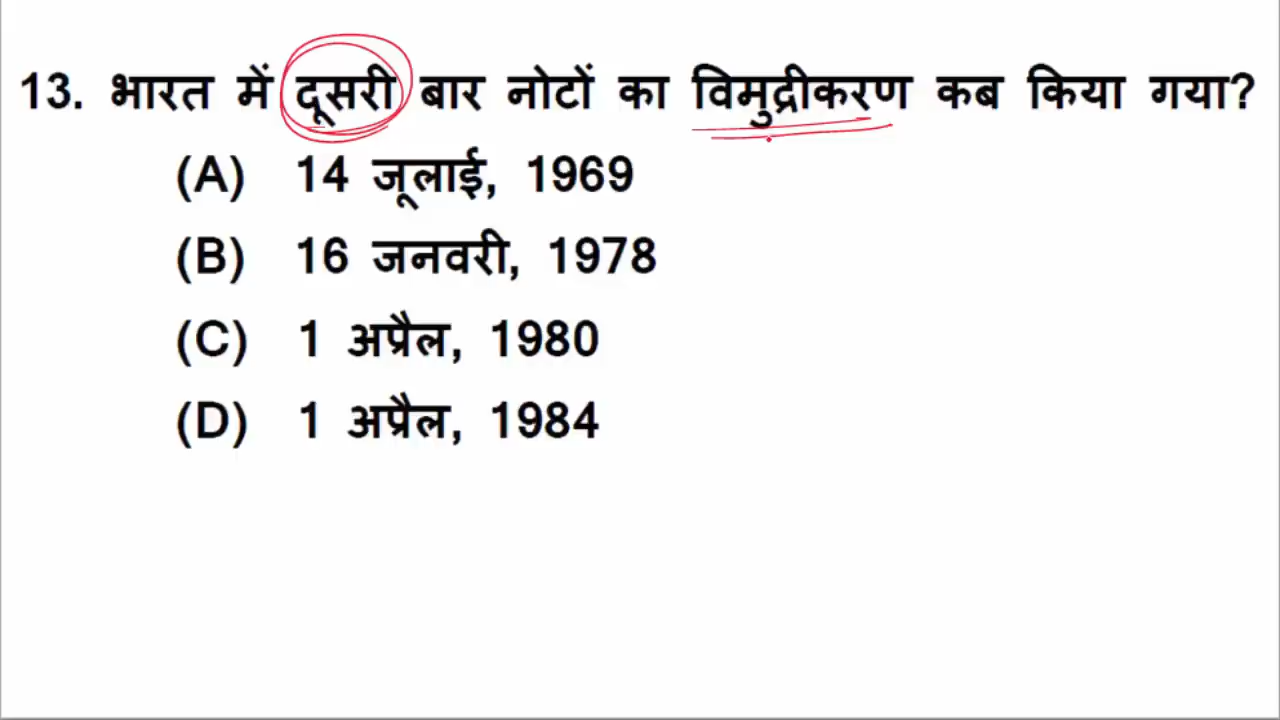 13. भारत में दूसरी बार नोटों का विमुद्रीकरण कब किया गया?
(A) 14 जूलाई, 1969
(B) 16 जनवरी, 1978
(C) 1 अप्रैल, 1980
(D) 1 अप्रैल, 1984